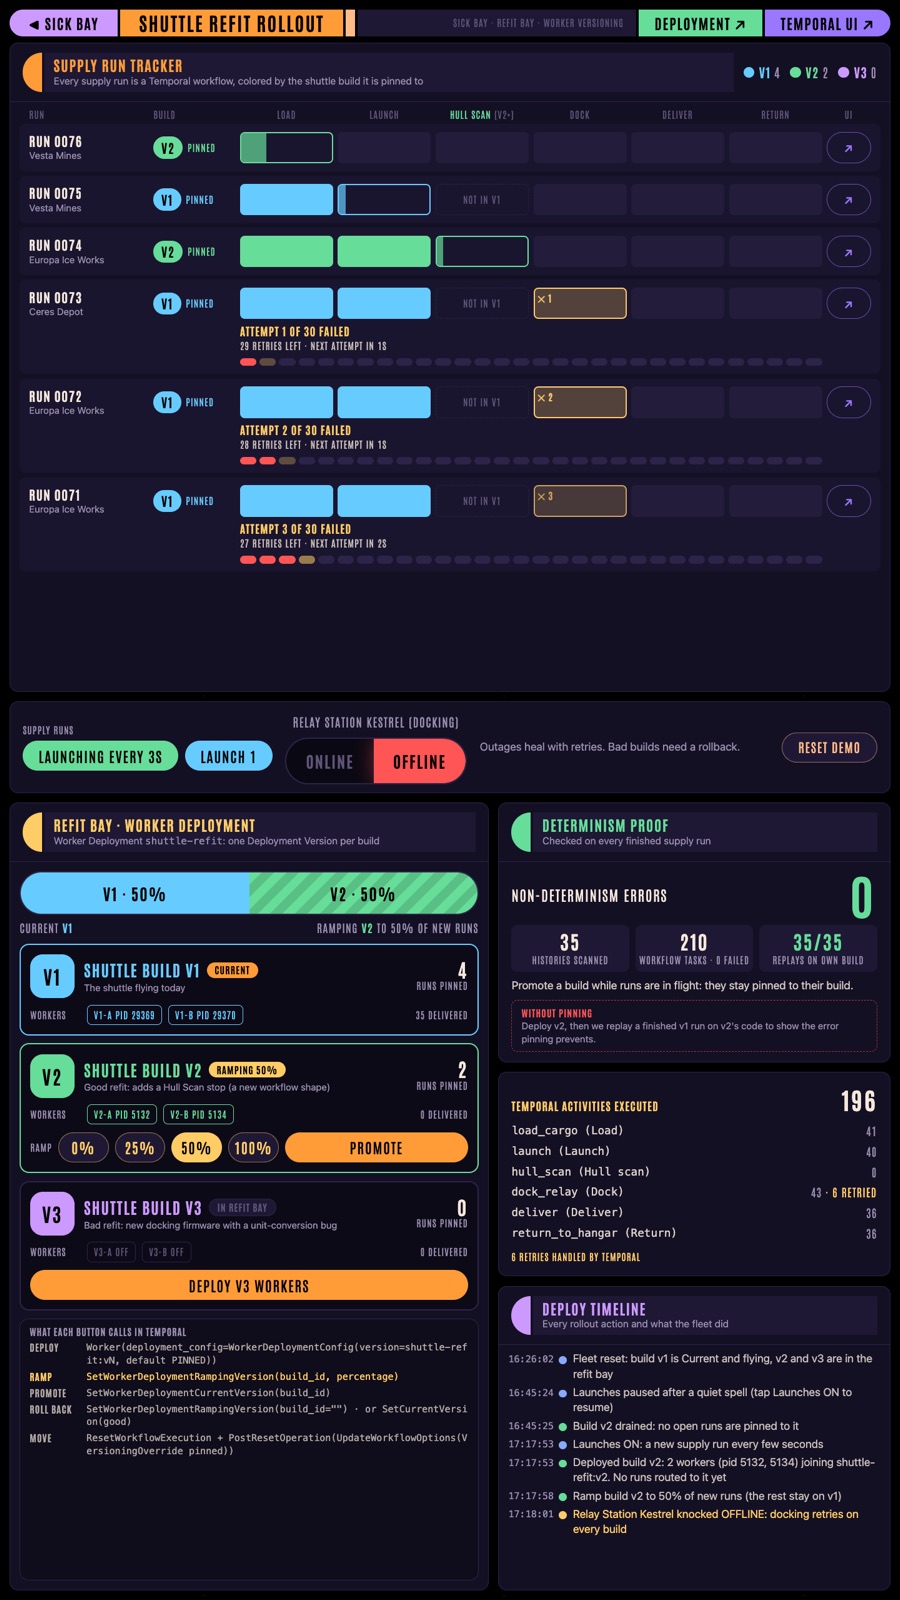 ◀ SICK BAY
SHUTTLE REFIT ROLLOUT
SICK BAY · REFIT BAY · WORKER VERSIONING
DEPLOYMENT ↗
TEMPORAL UI ↗
SUPPLY RUN TRACKER
Every supply run is a Temporal workflow, colored by the shuttle build it is pinned to
V1 4 V2 2 V3 0
RUN BUILD LOAD LAUNCH HULL SCAN (V2+) DOCK DELIVER RETURN UI
RUN 0076
Vesta Mines
V2 PINNED
↗
RUN 0075
Vesta Mines
V1 PINNED
NOT IN V1
↗
RUN 0074
Europa Ice Works
V2 PINNED
↗
RUN 0073
Ceres Depot
V1 PINNED
NOT IN V1
× 1
↗
ATTEMPT 1 OF 30 FAILED
29 RETRIES LEFT · NEXT ATTEMPT IN 1S
RUN 0072
Europa Ice Works
V1 PINNED
NOT IN V1
× 2
↗
ATTEMPT 2 OF 30 FAILED
28 RETRIES LEFT · NEXT ATTEMPT IN 1S
RUN 0071
Europa Ice Works
V1 PINNED
NOT IN V1
× 3
↗
ATTEMPT 3 OF 30 FAILED
27 RETRIES LEFT · NEXT ATTEMPT IN 2S
SUPPLY RUNS
LAUNCHING EVERY 3S
LAUNCH 1
RELAY STATION KESTREL (DOCKING)
ONLINE
OFFLINE
Outages heal with retries. Bad builds need a rollback.
RESET DEMO
REFIT BAY · WORKER DEPLOYMENT
Worker Deployment shuttle-refit: one Deployment Version per build
V1 · 50%
V2 · 50%
CURRENT V1
RAMPING V2 TO 50% OF NEW RUNS
V1
SHUTTLE BUILD V1 CURRENT
The shuttle flying today
4
RUNS PINNED
WORKERS V1-A PID 29369 V1-B PID 29370
35 DELIVERED
V2
SHUTTLE BUILD V2 RAMPING 50%
Good refit: adds a Hull Scan stop (a new workflow shape)
2
RUNS PINNED
WORKERS V2-A PID 5132 V2-B PID 5134
0 DELIVERED
RAMP 0% 25% 50% 100% PROMOTE
V3
SHUTTLE BUILD V3 IN REFIT BAY
Bad refit: new docking firmware with a unit-conversion bug
0
RUNS PINNED
WORKERS V3-A OFF V3-B OFF
0 DELIVERED
DEPLOY V3 WORKERS
WHAT EACH BUTTON CALLS IN TEMPORAL
DEPLOY Worker(deployment_config=WorkerDeploymentConfig(version=shuttle-ref
it:vN, default PINNED))
RAMP SetWorkerDeploymentRampingVersion(build_id, percentage)
PROMOTE SetWorkerDeploymentCurrentVersion(build_id)
ROLL BACK SetWorkerDeploymentRampingVersion(build_id="") · or SetCurrentVersi
on(good)
MOVE ResetWorkflowExecution + PostResetOperation(UpdateWorkflowOptions(V
ersioningOverride pinned))
DETERMINISM PROOF
Checked on every finished supply run
NON-DETERMINISM ERRORS 0
35
HISTORIES SCANNED
210
WORKFLOW TASKS · 0 FAILED
35/35
REPLAYS ON OWN BUILD
Promote a build while runs are in flight: they stay pinned to their build.
WITHOUT PINNING
Deploy v2, then we replay a finished v1 run on v2's code to show the error
pinning prevents.
TEMPORAL ACTIVITIES EXECUTED 196
load_cargo (Load) 41
launch (Launch) 40
hull_scan (Hull scan) 0
dock_relay (Dock) 43 · 6 RETRIED
deliver (Deliver) 36
return_to_hangar (Return) 36
6 RETRIES HANDLED BY TEMPORAL
DEPLOY TIMELINE
Every rollout action and what the fleet did
16:26:02 Fleet reset: build v1 is Current and flying, v2 and v3 are in the
refit bay
16:45:24 Launches paused after a quiet spell (tap Launches ON to
resume)
16:45:25 Build v2 drained: no open runs are pinned to it
17:17:53 Launches ON: a new supply run every few seconds
17:17:53 Deployed build v2: 2 workers (pid 5132, 5134) joining shuttle-
refit:v2. No runs routed to it yet
17:17:58 Ramp build v2 to 50% of new runs (the rest stay on v1)
17:18:01 Relay Station Kestrel knocked OFFLINE: docking retries on
every build